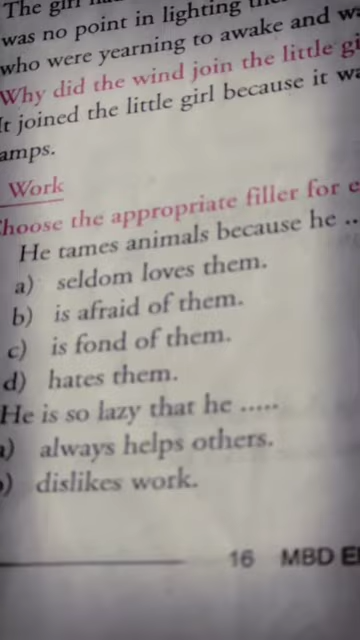 The girl
was no point in lighting
who were yearning to awake and
Why did the wind join the little
It joined the little girl because it
amps.
Work
Choose the appropriate filler for
He tames animals because he ..
a) seldom loves them.
b) is afraid of them.
c) is fond of them.
d) hates them.
He is so lazy that he .....
) always helps others.
) dislikes work.
16 MBD